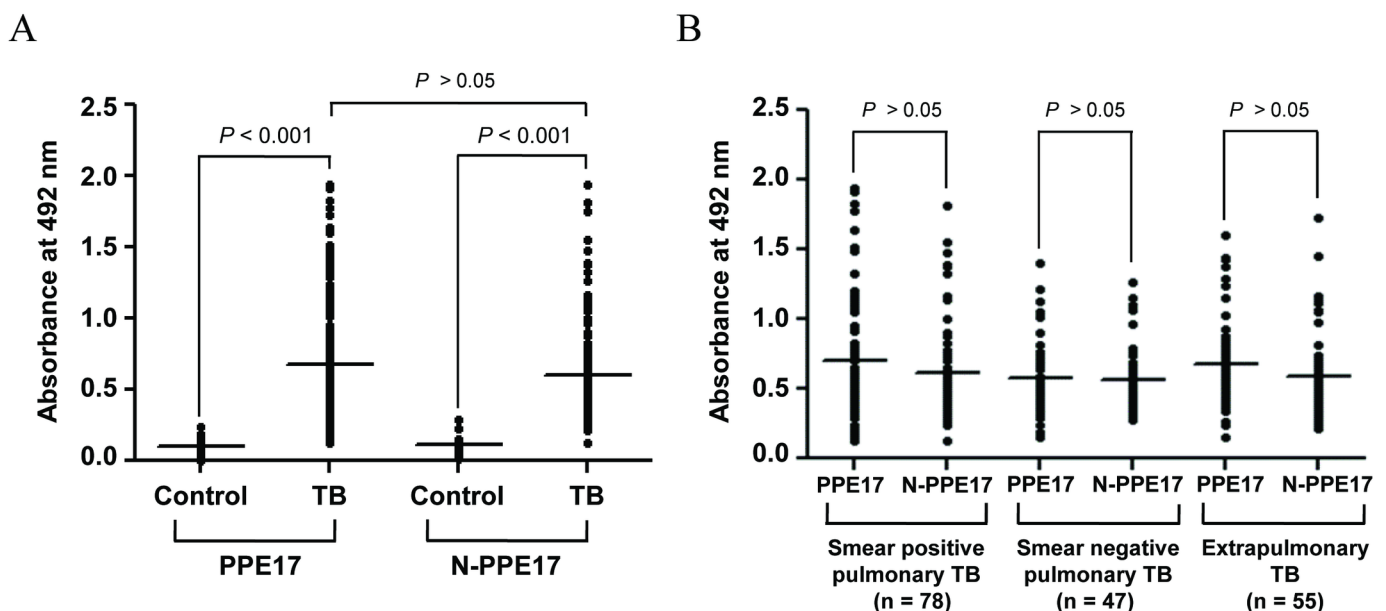 A
P > 0.05
P < 0.001
P < 0.001
2.5
2.0
1.5
1.0
0.5
0.0
Absorbance at 492 nm
Control
TB
Control
TB
PPE17
N-PPE17
B
P > 0.05
P > 0.05
P > 0.05
2.5
2.0
1.5
1.0
0.5
0.0
Absorbance at 492 nm
PPE17
N-PPE17
PPE17
N-PPE17
PPE17
N-PPE17
Smear positive
pulmonary TB
(n = 78)
Smear negative
pulmonary TB
(n = 47)
Extrapulmonary
TB
(n = 55)